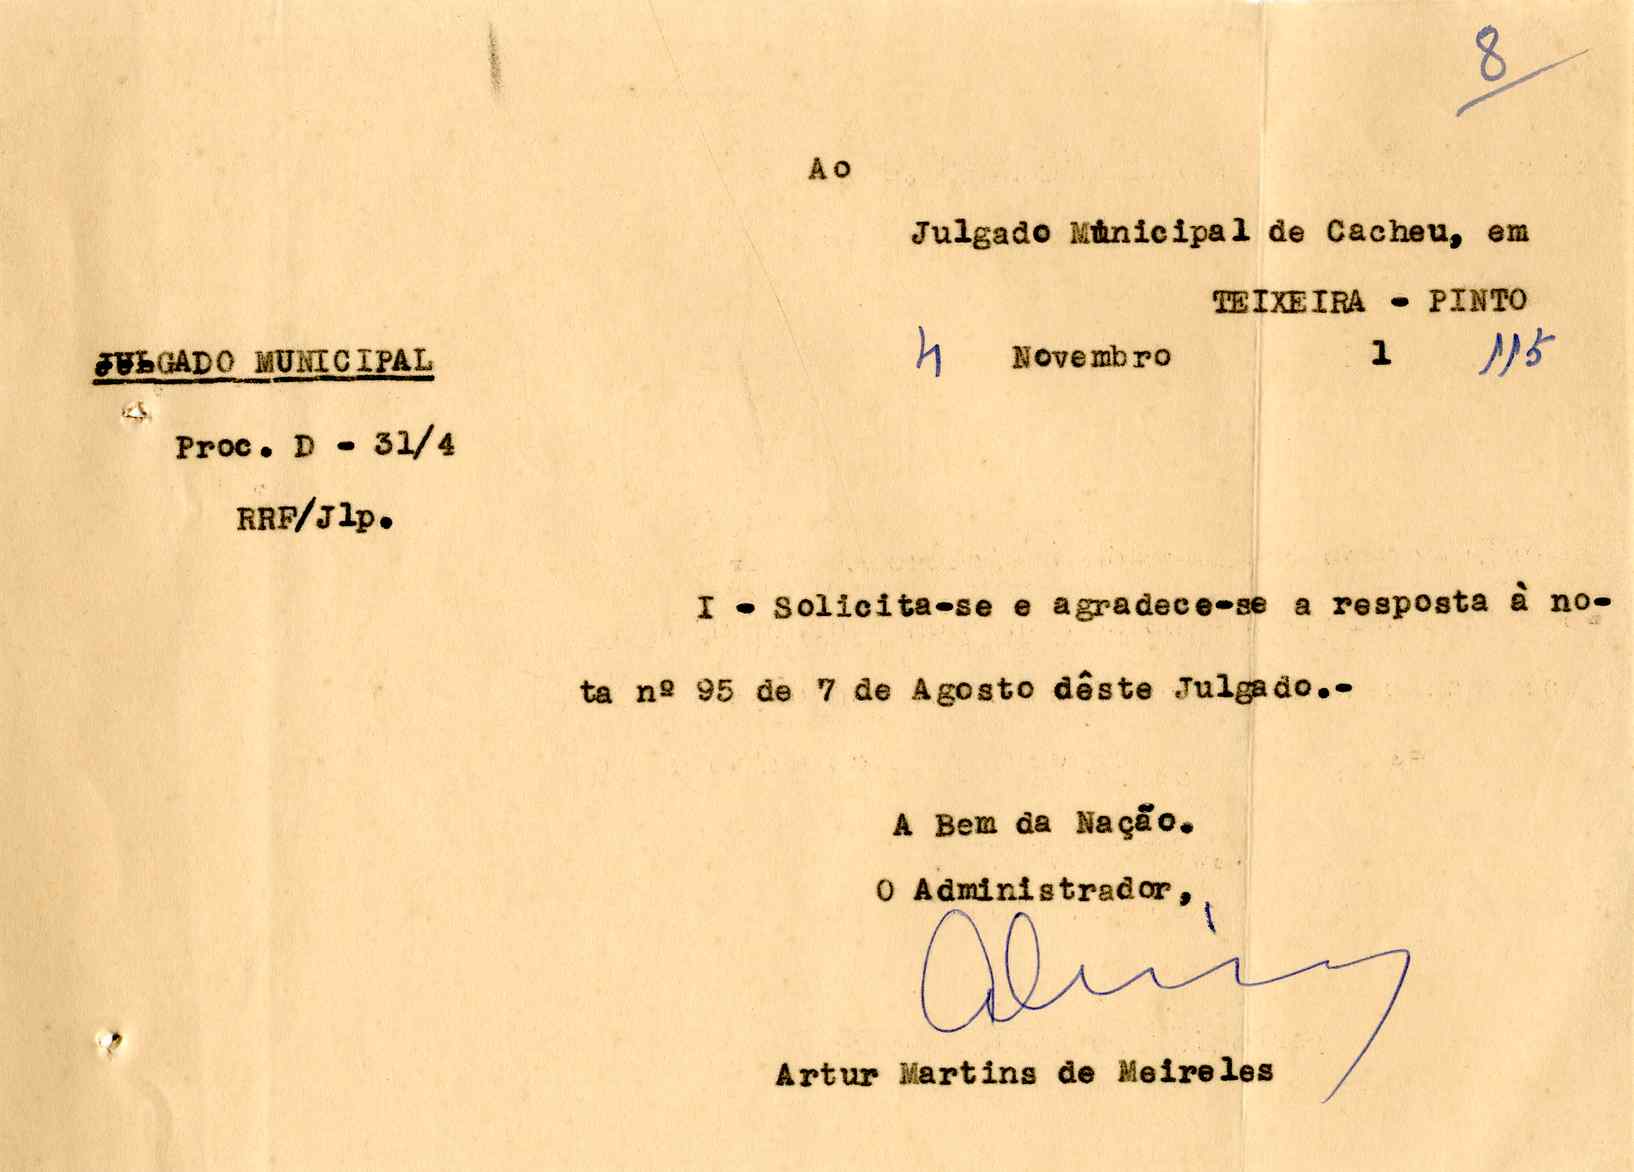 8
Ao
Julgado Municipal de Cacheu, em
TEIXEIRA - PINTO
4 Novembro 1 115
JULGADO MUNICIPAL
Proc. D - 31/4
RRF/Jlp.
I - Solicita-se e agradece-se a resposta à no-
ta nº 95 de 7 de Agosto dêste Julgado.-
A Bem da Nação.
O Administrador,
Artur Martins de Meireles